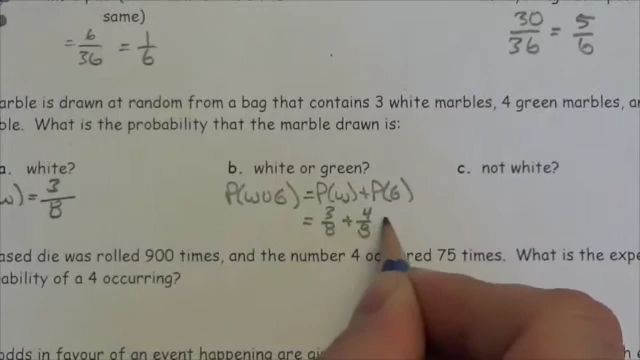 same)
= 6/36 = 1/6
30/36 = 5/6
arble is drawn at random from a bag that contains 3 white marbles, 4 green marbles, a
ble. What is the probability that the marble drawn is:
a. white?
b. white or green?
c. not white?
w) = 3/8
P(W∪G) = P(W) + P(G)
= 3/8 + 4/8
ased die was rolled 900 times, and the number 4 oc red 75 times. What is the expe
ability of a 4 occurring?
odds in favour of an event happening are